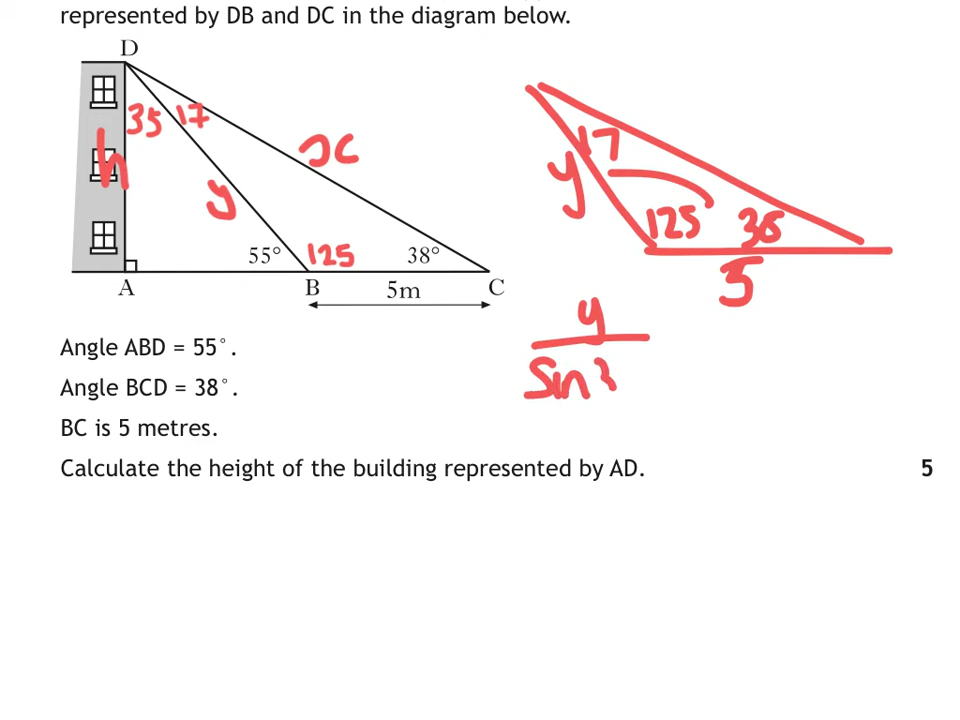 represented by DB and DC in the diagram below.
D
35 17
h
x
y
55° 125 38°
A B 5m C
17
y
125 38
5
y
sin 3
Angle ABD = 55°.
Angle BCD = 38°.
BC is 5 metres.
Calculate the height of the building represented by AD. 5